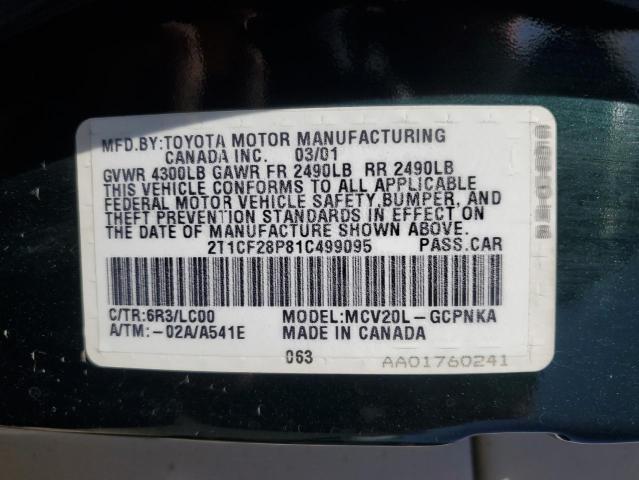 MFD.BY:TOYOTA MOTOR MANUFACTURING
CANADA INC. 03/01
GVWR 4300LB GAWR FR 2490LB RR 2490LB
THIS VEHICLE CONFORMS TO ALL APPLICABLE
FEDERAL MOTOR VEHICLE SAFETY,BUMPER, AND
THEFT PREVENTION STANDARDS IN EFFECT ON
THE DATE OF MANUFACTURE SHOWN ABOVE.
2T1CF28P81C499095 PASS.CAR
C/TR:6R3/LC00 MODEL:MCV20L-GCPNKA
A/TM:-02A/A541E MADE IN CANADA
063
AA01760241